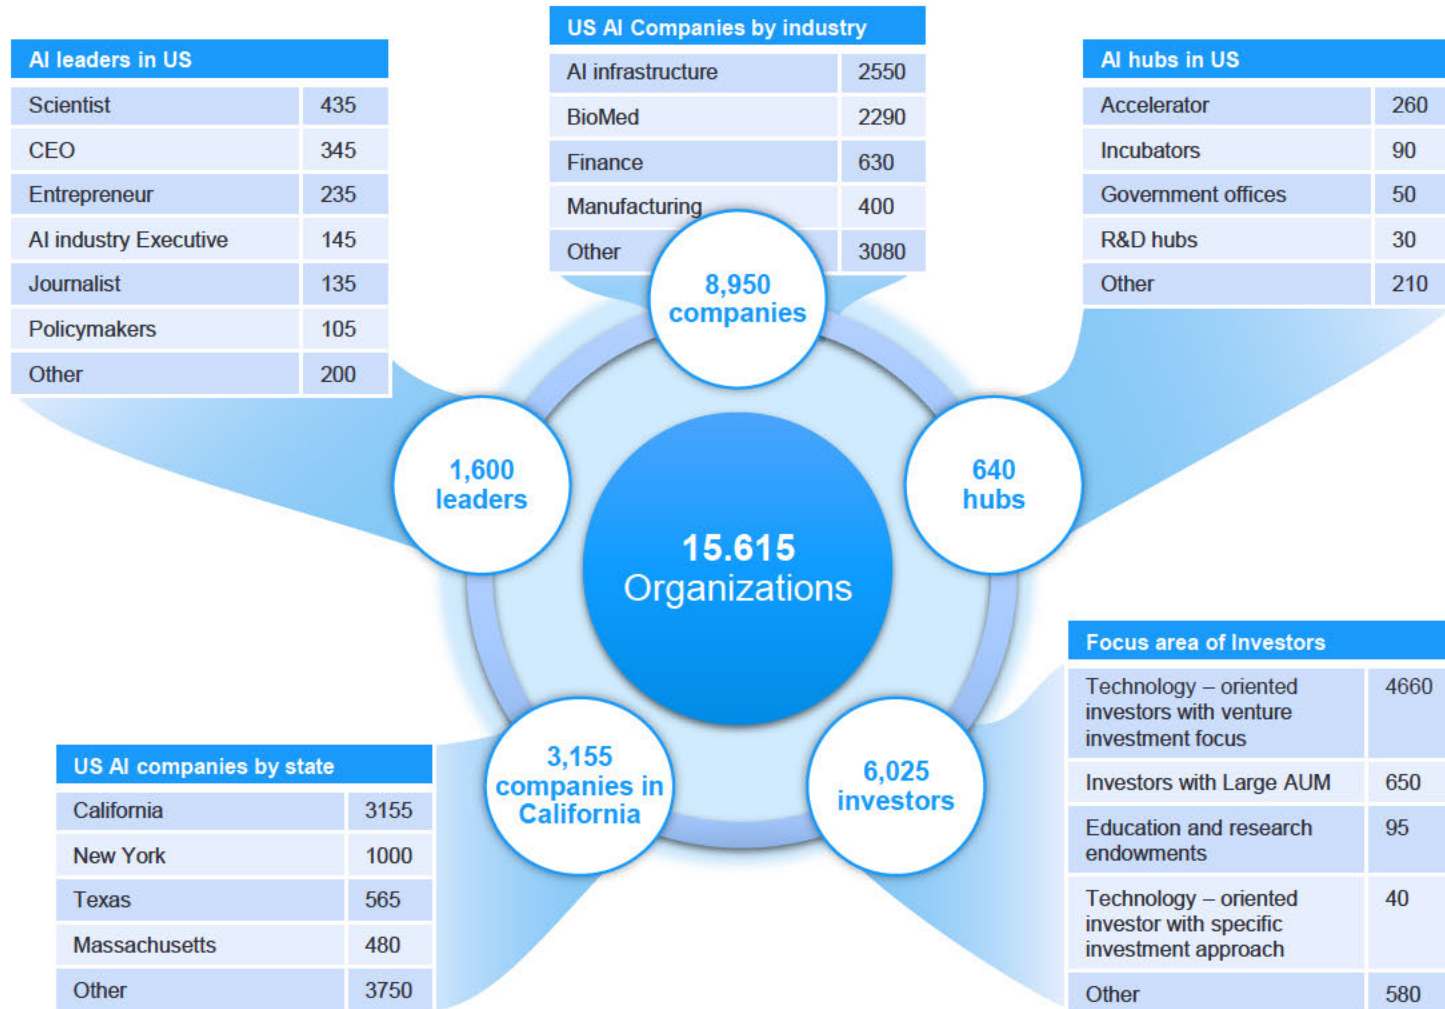 AI leaders in US
Scientist 435
CEO 345
Entrepreneur 235
AI industry Executive 145
Journalist 135
Policymakers 105
Other 200
US AI Companies by industry
AI infrastructure 2550
BioMed 2290
Finance 630
Manufacturing 400
Other 3080
AI hubs in US
Accelerator 260
Incubators 90
Government offices 50
R&D hubs 30
Other 210
8,950
companies
1,600
leaders
640
hubs
15.615
Organizations
3,155
companies in
California
6,025
investors
US AI companies by state
California 3155
New York 1000
Texas 565
Massachusetts 480
Other 3750
Focus area of Investors
Technology – oriented 4660
investors with venture
investment focus
Investors with Large AUM 650
Education and research 95
endowments
Technology – oriented 40
investor with specific
investment approach
Other 580